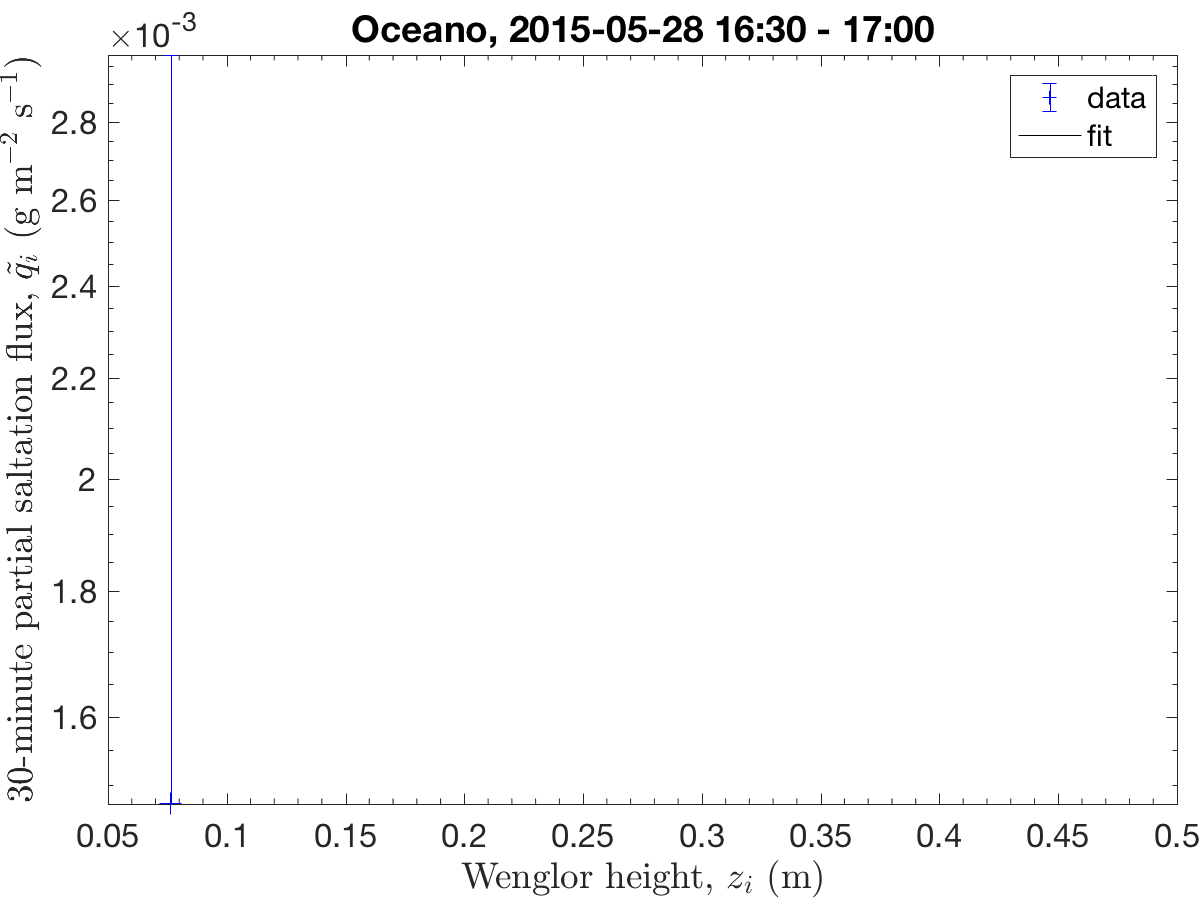 Oceano, 2015-05-28 16:30 - 17:00
×10⁻³
30-minute partial saltation flux, q̃ᵢ (g m⁻² s⁻¹)
2.8
2.6
2.4
2.2
2
1.8
1.6
data
fit
0.05 0.1 0.15 0.2 0.25 0.3 0.35 0.4 0.45 0.5
Wenglor height, zᵢ (m)